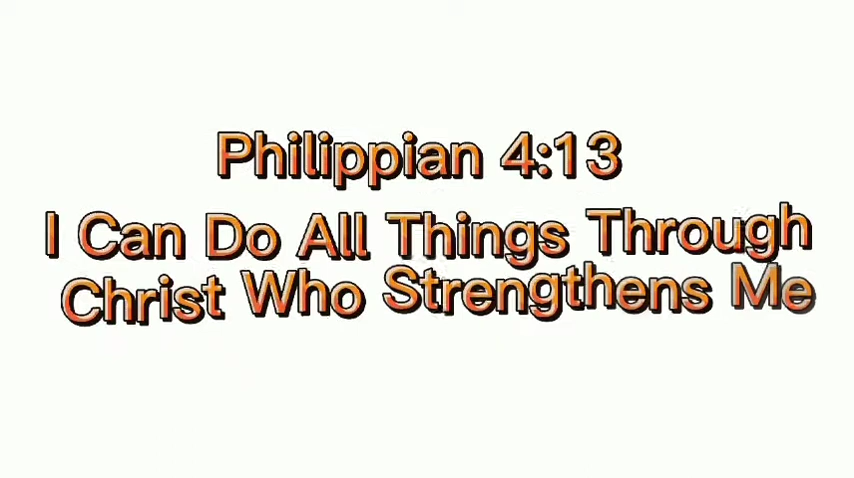 Philippian 4:13
I Can Do All Things Through
Christ Who Strengthens Me